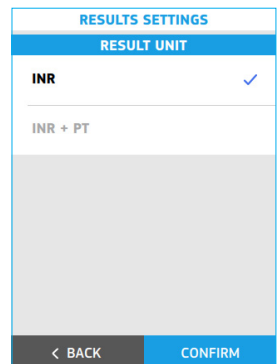 RESULTS SETTINGS
RESULT UNIT
INR
INR + PT
< BACK CONFIRM